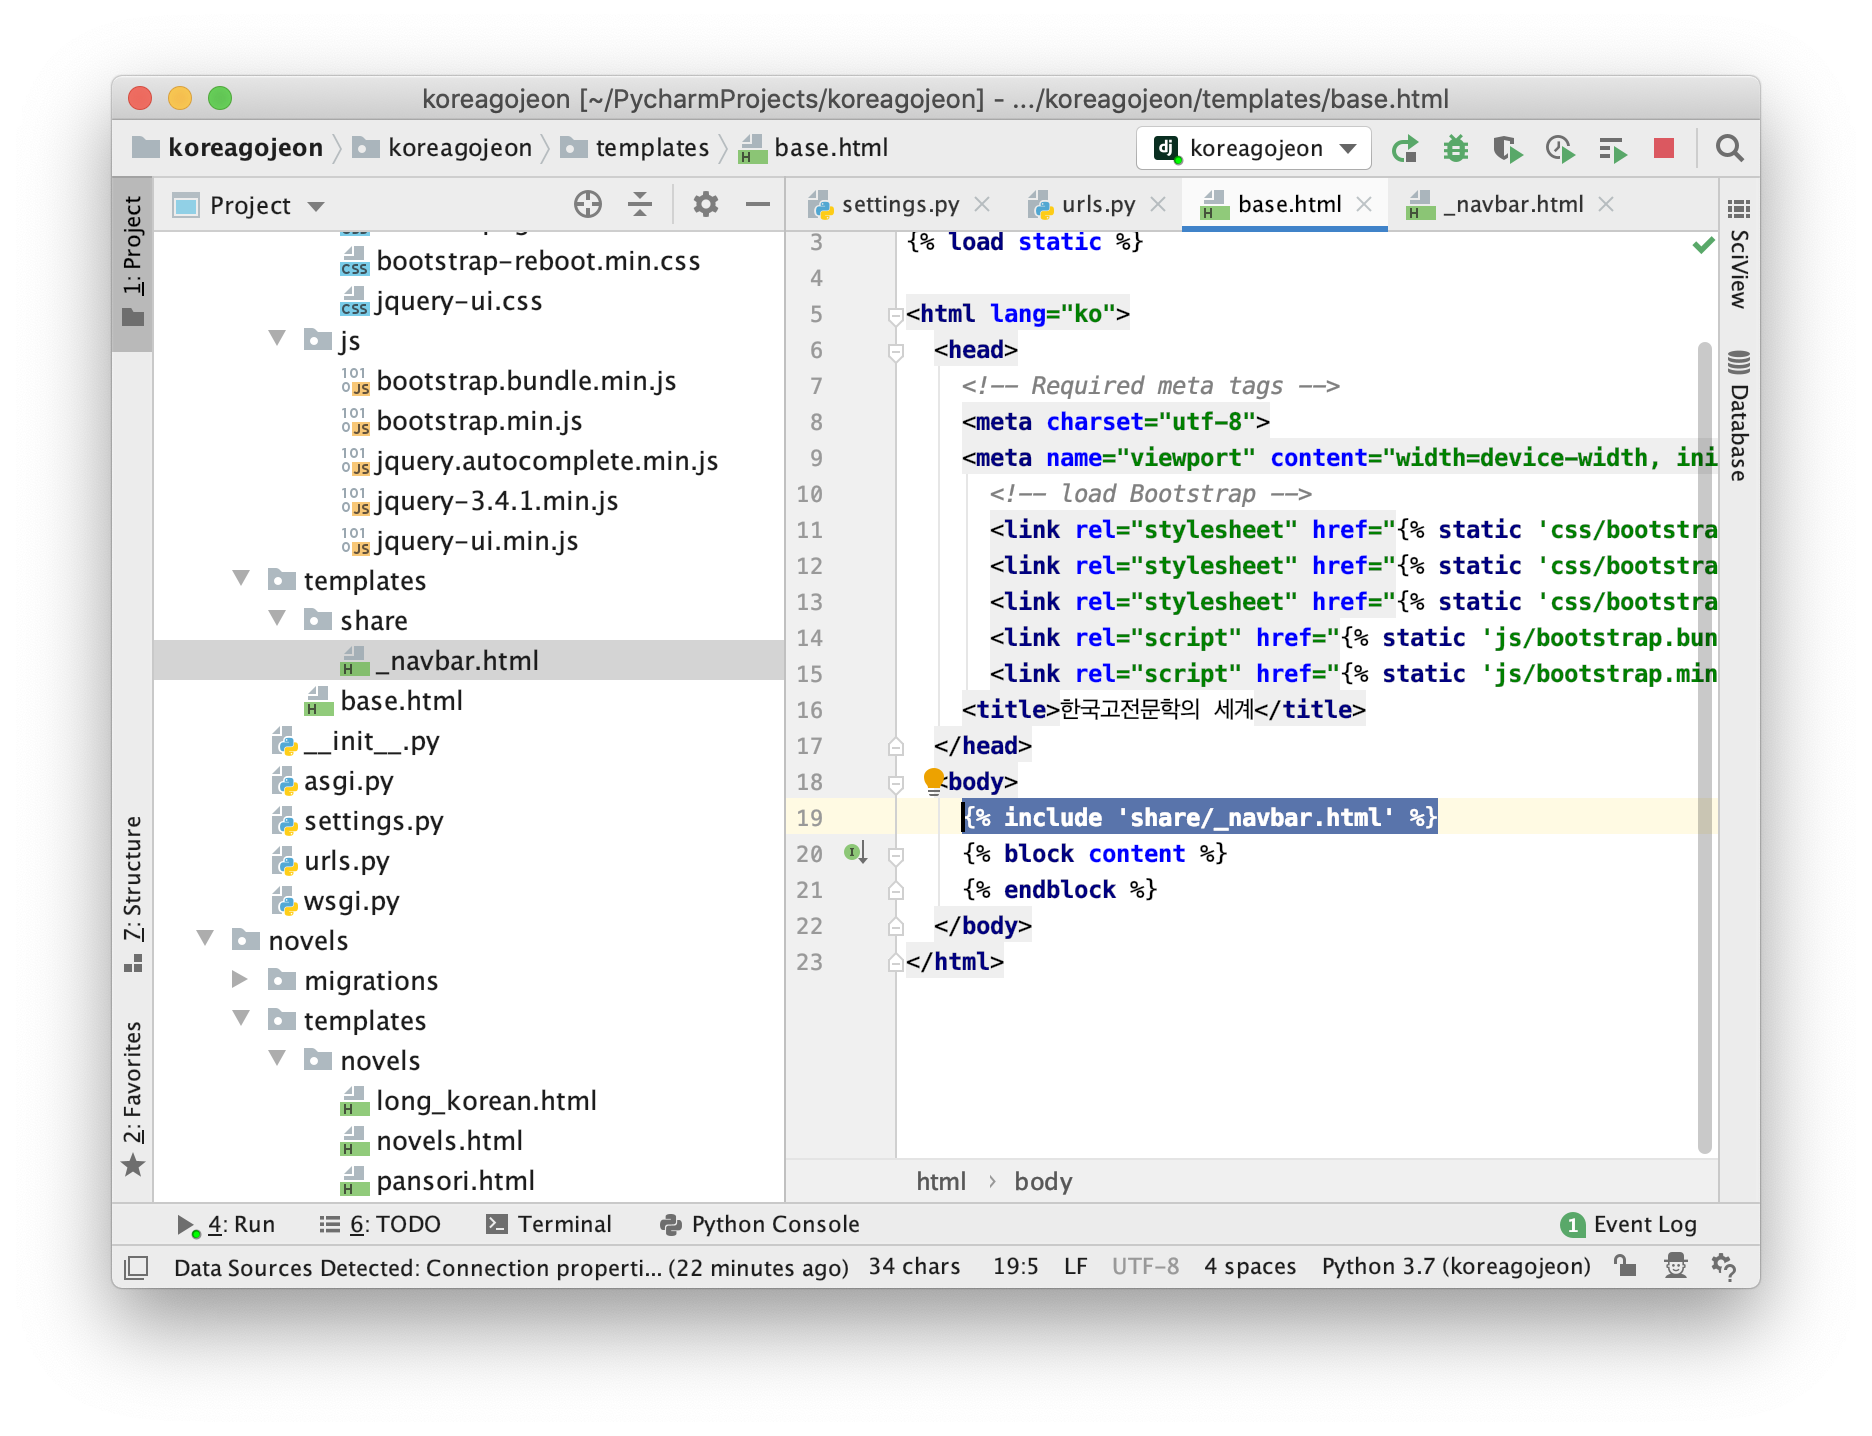 koreagojeon [~/PycharmProjects/koreagojeon] - .../koreagojeon/templates/base.html
koreagojeon
koreagojeon
templates
base.html
koreagojeon
1: Project
7: Structure
2: Favorites
Project
bootstrap-reboot.min.css
jquery-ui.css
js
bootstrap.bundle.min.js
bootstrap.min.js
jquery.autocomplete.min.js
jquery-3.4.1.min.js
jquery-ui.min.js
templates
share
_navbar.html
base.html
__init__.py
asgi.py
settings.py
urls.py
wsgi.py
novels
migrations
templates
novels
long_korean.html
novels.html
pansori.html
settings.py
urls.py
base.html
_navbar.html
3 {% load static %}
4
5 <html lang="ko">
6 <head>
7 <!-- Required meta tags -->
8 <meta charset="utf-8">
9 <meta name="viewport" content="width=device-width, ini
10 <!-- load Bootstrap -->
11 <link rel="stylesheet" href="{% static 'css/bootstra
12 <link rel="stylesheet" href="{% static 'css/bootstra
13 <link rel="stylesheet" href="{% static 'css/bootstra
14 <link rel="script" href="{% static 'js/bootstrap.bun
15 <link rel="script" href="{% static 'js/bootstrap.min
16 <title>한국고전문학의 세계</title>
17 </head>
18 <body>
19 {% include 'share/_navbar.html' %}
20 {% block content %}
21 {% endblock %}
22 </body>
23 </html>
html › body
SciView
Database
4: Run
6: TODO
Terminal
Python Console
1 Event Log
Data Sources Detected: Connection properti... (22 minutes ago)
34 chars
19:5
LF
UTF-8
4 spaces
Python 3.7 (koreagojeon)